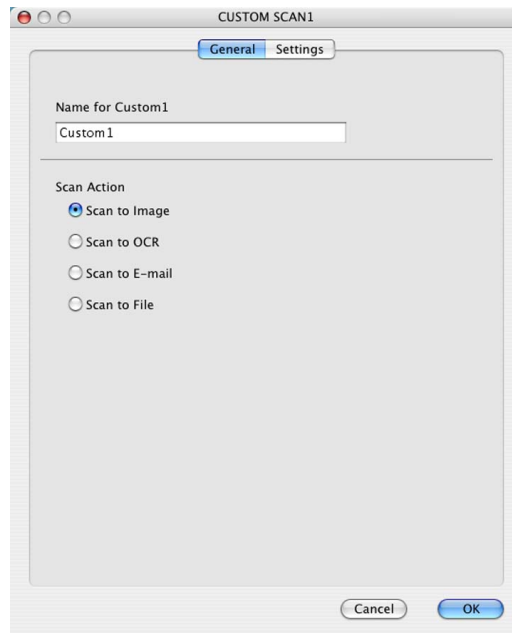 CUSTOM SCAN1
General Settings
Name for Custom1
Custom1
Scan Action
Scan to Image
Scan to OCR
Scan to E-mail
Scan to File
Cancel OK